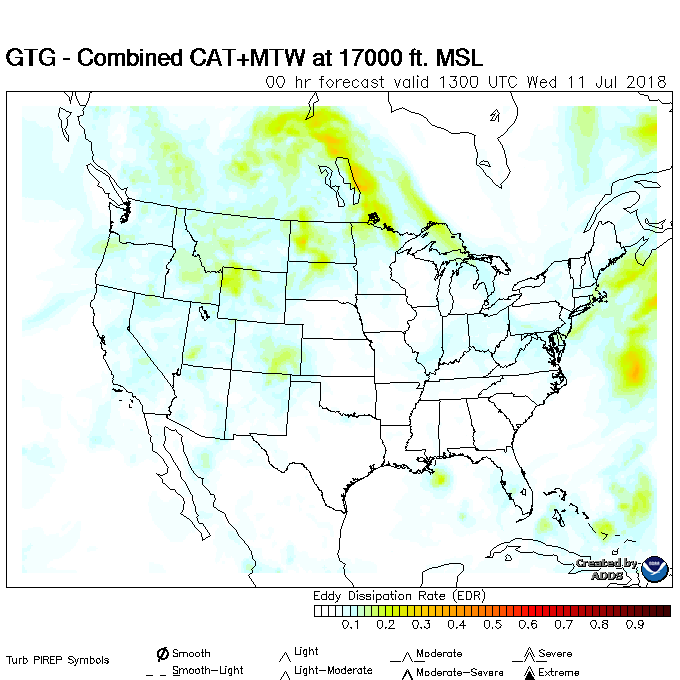 GTG - Combined CAT+MTW at 17000 ft. MSL
00 hr forecast valid 1300 UTC Wed 11 Jul 2018
Created by
ADDS
Eddy Dissipation Rate (EDR)
0.1 0.2 0.3 0.4 0.5 0.6 0.7 0.8 0.9
Turb PIREP Symbols
Smooth Light Moderate Severe
Smooth-Light Light-Moderate Moderate-Severe Extreme